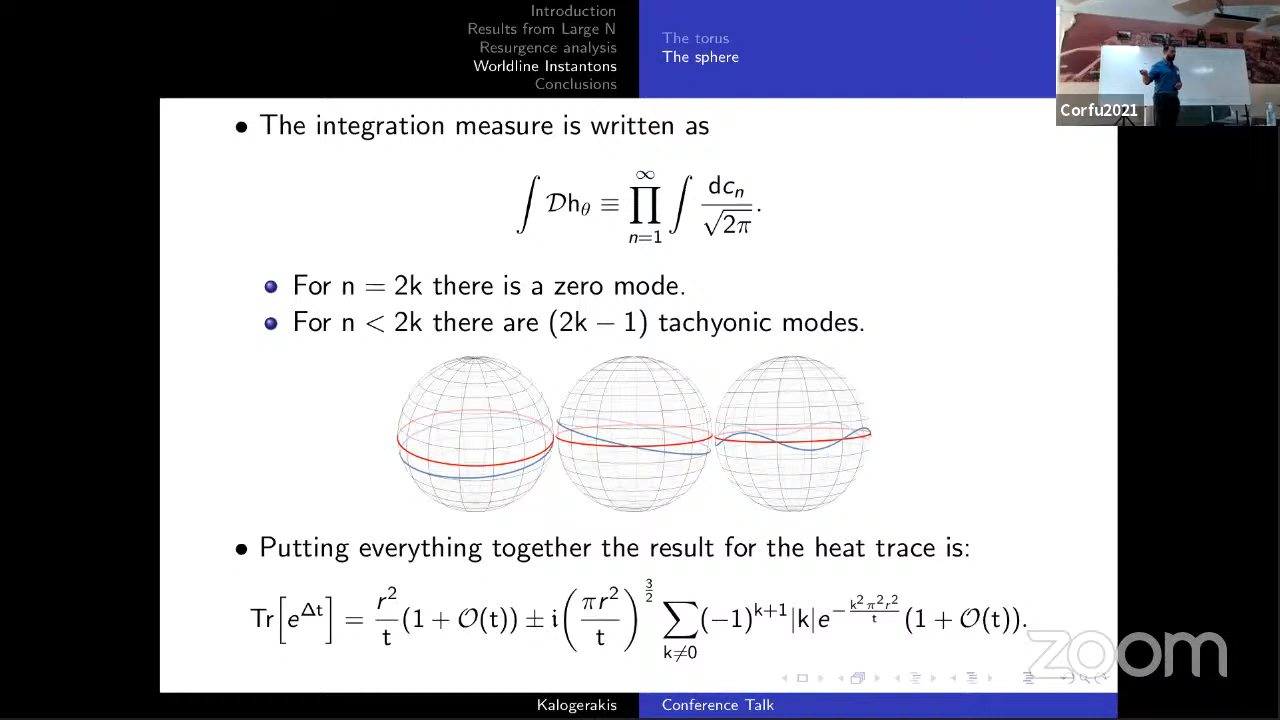 Introduction
Results from Large N
Resurgence analysis
Worldline Instantons
Conclusions
The torus
The sphere
Corfu2021
• The integration measure is written as
∫ 𝒟h_θ ≡ ∏_{n=1}^{∞} ∫ dc_n / √(2π).
For n = 2k there is a zero mode.
For n < 2k there are (2k − 1) tachyonic modes.
• Putting everything together the result for the heat trace is:
Tr[e^{Δt}] = r²/t (1 + 𝒪(t)) ± i(πr²/t)^{3/2} ∑_{k≠0} (−1)^{k+1}|k|e^{−k²π²r²/t}(1 + 𝒪(t)).
zoom
Kalogerakis
Conference Talk